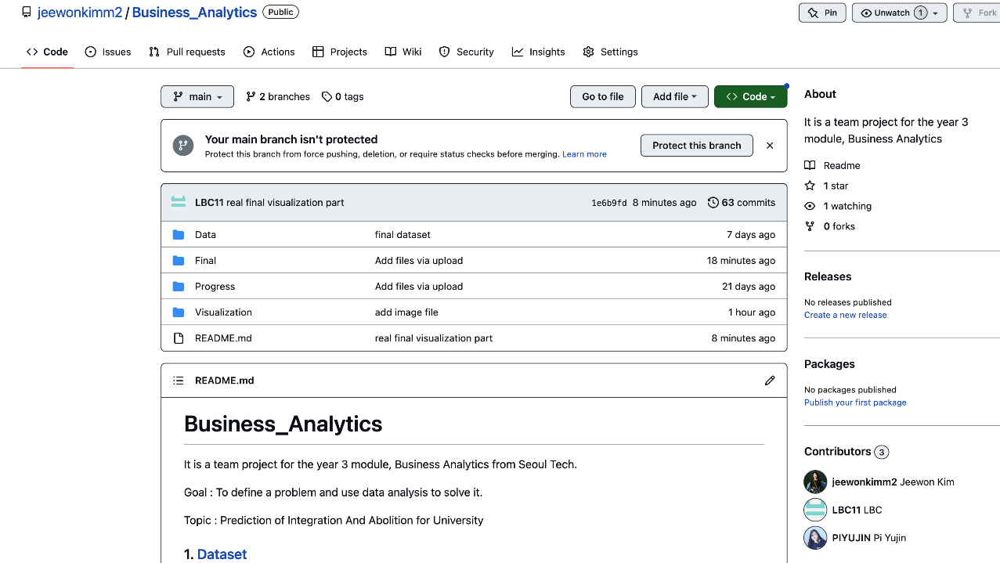 jeewonkimm2 / Business_Analytics Public Pin Unwatch 1 Fork
Code Issues Pull requests Actions Projects Wiki Security Insights Settings
main 2 branches 0 tags Go to file Add file Code
Your main branch isn't protected
Protect this branch from force pushing, deletion, or require status checks before merging. Learn more
Protect this branch
LBC11 real final visualization part 1e6b9fd 8 minutes ago 63 commits
Data final dataset 7 days ago
Final Add files via upload 18 minutes ago
Progress Add files via upload 21 days ago
Visualization add image file 1 hour ago
README.md real final visualization part 8 minutes ago
README.md
Business_Analytics
It is a team project for the year 3 module, Business Analytics from Seoul Tech.
Goal : To define a problem and use data analysis to solve it.
Topic : Prediction of Integration And Abolition for University
1. Dataset
About
It is a team project for the year 3
module, Business Analytics
Readme
1 star
1 watching
0 forks
Releases
No releases published
Create a new release
Packages
No packages published
Publish your first package
Contributors 3
jeewonkimm2 Jeewon Kim
LBC11 LBC
PIYUJIN Pi Yujin